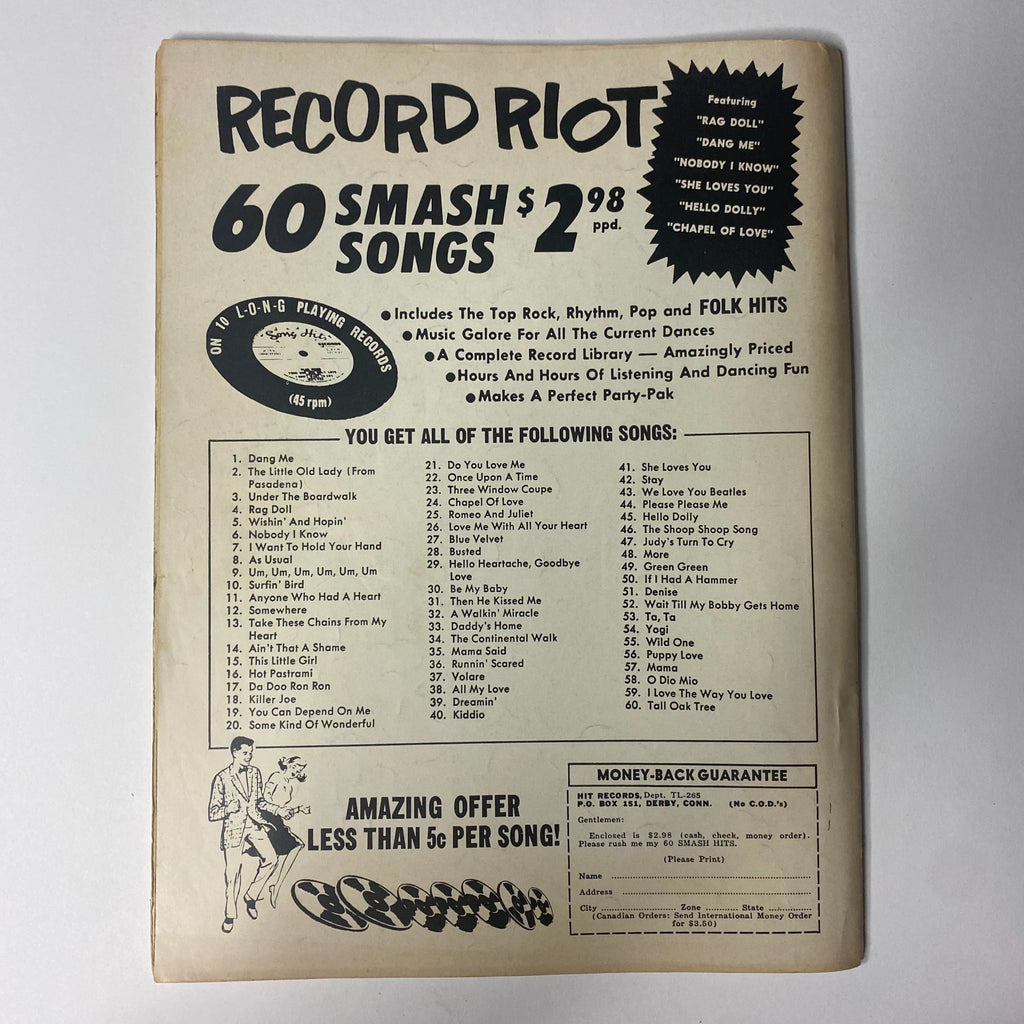 RECORD RIOT
60 SMASH SONGS $2.98 ppd.
Featuring
"RAG DOLL"
"DANG ME"
"NOBODY I KNOW"
"SHE LOVES YOU"
"HELLO DOLLY"
"CHAPEL OF LOVE"
ON 10 L-O-N-G PLAYING RECORDS
Song Hits
(45 rpm)
●Includes The Top Rock, Rhythm, Pop and FOLK HITS
●Music Galore For All The Current Dances
●A Complete Record Library — Amazingly Priced
●Hours And Hours Of Listening And Dancing Fun
●Makes A Perfect Party-Pak
YOU GET ALL OF THE FOLLOWING SONGS:
1. Dang Me
2. The Little Old Lady (From
Pasadena)
3. Under The Boardwalk
4. Rag Doll
5. Wishin' And Hopin'
6. Nobody I Know
7. I Want To Hold Your Hand
8. As Usual
9. Um, Um, Um, Um, Um, Um
10. Surfin' Bird
11. Anyone Who Had A Heart
12. Somewhere
13. Take These Chains From My
Heart
14. Ain't That A Shame
15. This Little Girl
16. Hot Pastrami
17. Da Doo Ron Ron
18. Killer Joe
19. You Can Depend On Me
20. Some Kind Of Wonderful
21. Do You Love Me
22. Once Upon A Time
23. Three Window Coupe
24. Chapel Of Love
25. Romeo And Juliet
26. Love Me With All Your Heart
27. Blue Velvet
28. Busted
29. Hello Heartache, Goodbye
Love
30. Be My Baby
31. Then He Kissed Me
32. A Walkin' Miracle
33. Daddy's Home
34. The Continental Walk
35. Mama Said
36. Runnin' Scared
37. Volare
38. All My Love
39. Dreamin'
40. Kiddio
41. She Loves You
42. Stay
43. We Love You Beatles
44. Please Please Me
45. Hello Dolly
46. The Shoop Shoop Song
47. Judy's Turn To Cry
48. More
49. Green Green
50. If I Had A Hammer
51. Denise
52. Wait Till My Bobby Gets Home
53. Ta, Ta
54. Yogi
55. Wild One
56. Puppy Love
57. Mama
58. O Dio Mio
59. I Love The Way You Love
60. Tall Oak Tree
AMAZING OFFER
LESS THAN 5c PER SONG!
MONEY-BACK GUARANTEE
HIT RECORDS, Dept. TL-265
P.O. BOX 151, DERBY, CONN. (No C.O.D.'s)
Gentlemen:
Enclosed is $2.98 (cash, check, money order).
Please rush me my 60 SMASH HITS.
(Please Print)
Name
Address
City Zone State
(Canadian Orders: Send International Money Order
for $3.50)